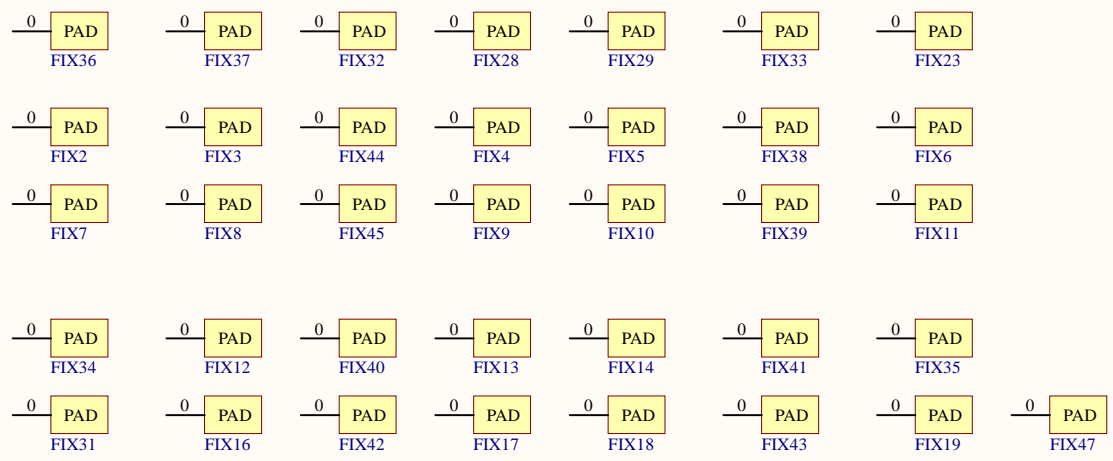 0 PAD 0 PAD 0 PAD 0 PAD 0 PAD 0 PAD 0 PAD
FIX36 FIX37 FIX32 FIX28 FIX29 FIX33 FIX23
0 PAD 0 PAD 0 PAD 0 PAD 0 PAD 0 PAD 0 PAD
FIX2 FIX3 FIX44 FIX4 FIX5 FIX38 FIX6
0 PAD 0 PAD 0 PAD 0 PAD 0 PAD 0 PAD 0 PAD
FIX7 FIX8 FIX45 FIX9 FIX10 FIX39 FIX11
0 PAD 0 PAD 0 PAD 0 PAD 0 PAD 0 PAD 0 PAD
FIX34 FIX12 FIX40 FIX13 FIX14 FIX41 FIX35
0 PAD 0 PAD 0 PAD 0 PAD 0 PAD 0 PAD 0 PAD 0 PAD
FIX31 FIX16 FIX42 FIX17 FIX18 FIX43 FIX19 FIX47